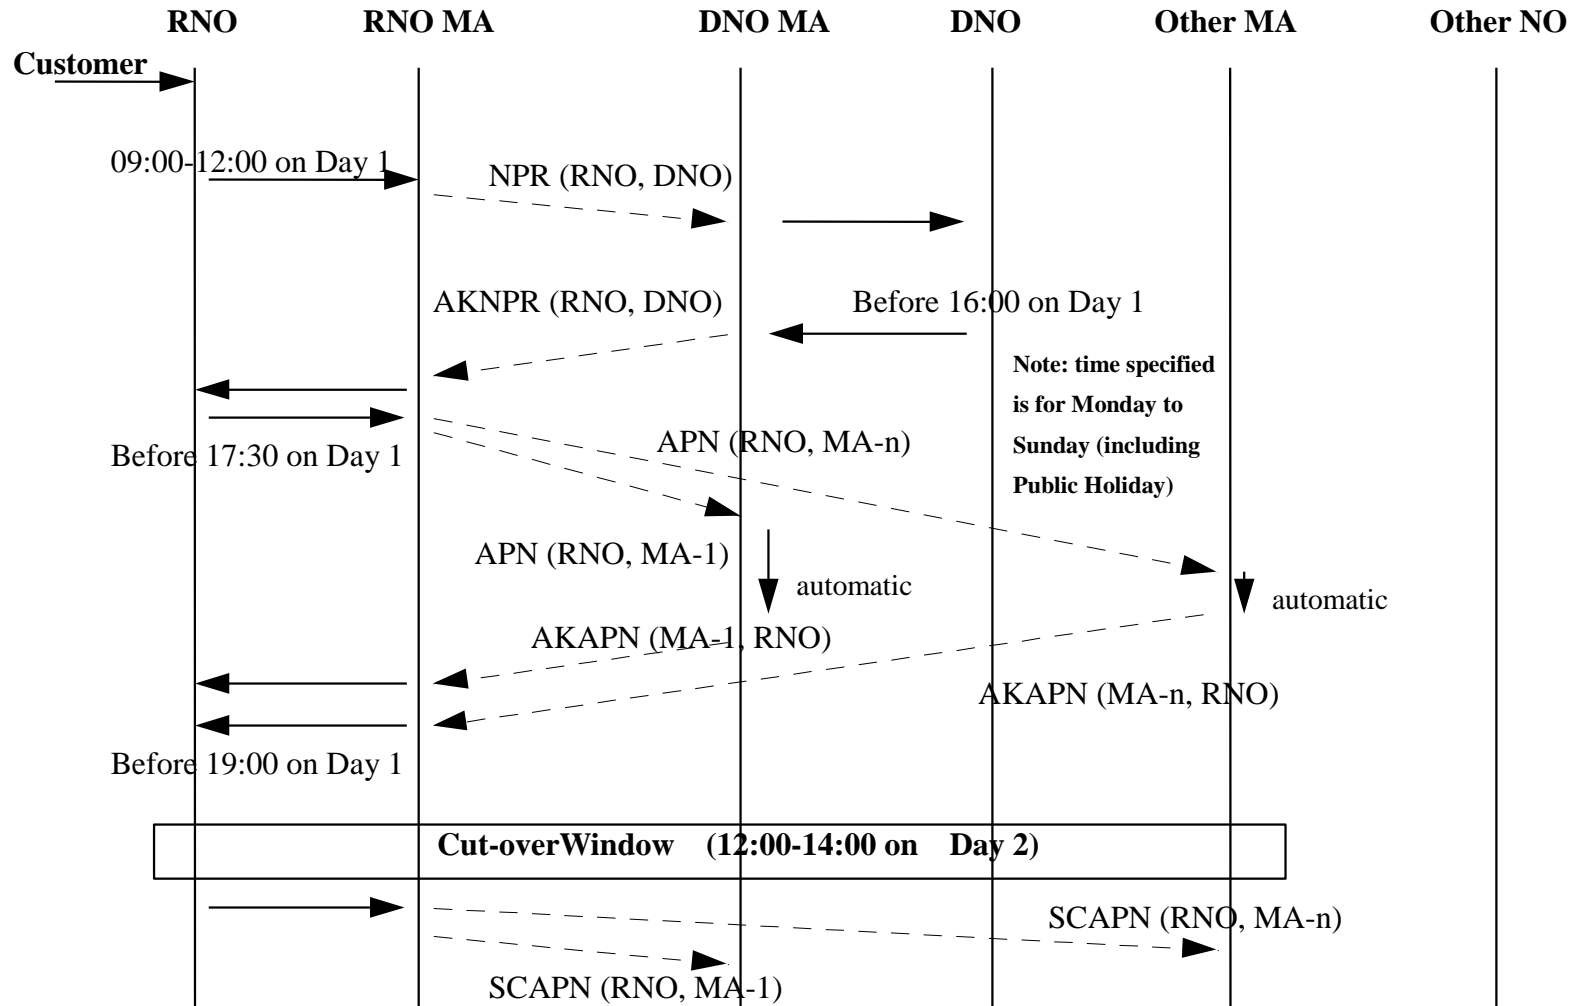 RNO RNO MA DNO MA DNO Other MA Other NO
Customer
09:00-12:00 on Day 1
NPR (RNO, DNO)
AKNPR (RNO, DNO)
Before 16:00 on Day 1
Note: time specified
is for Monday to
Sunday (including
Public Holiday)
APN (RNO, MA-n)
Before 17:30 on Day 1
APN (RNO, MA-1)
automatic
automatic
AKAPN (MA-1, RNO)
AKAPN (MA-n, RNO)
Before 19:00 on Day 1
Cut-overWindow (12:00-14:00 on Day 2)
SCAPN (RNO, MA-n)
SCAPN (RNO, MA-1)